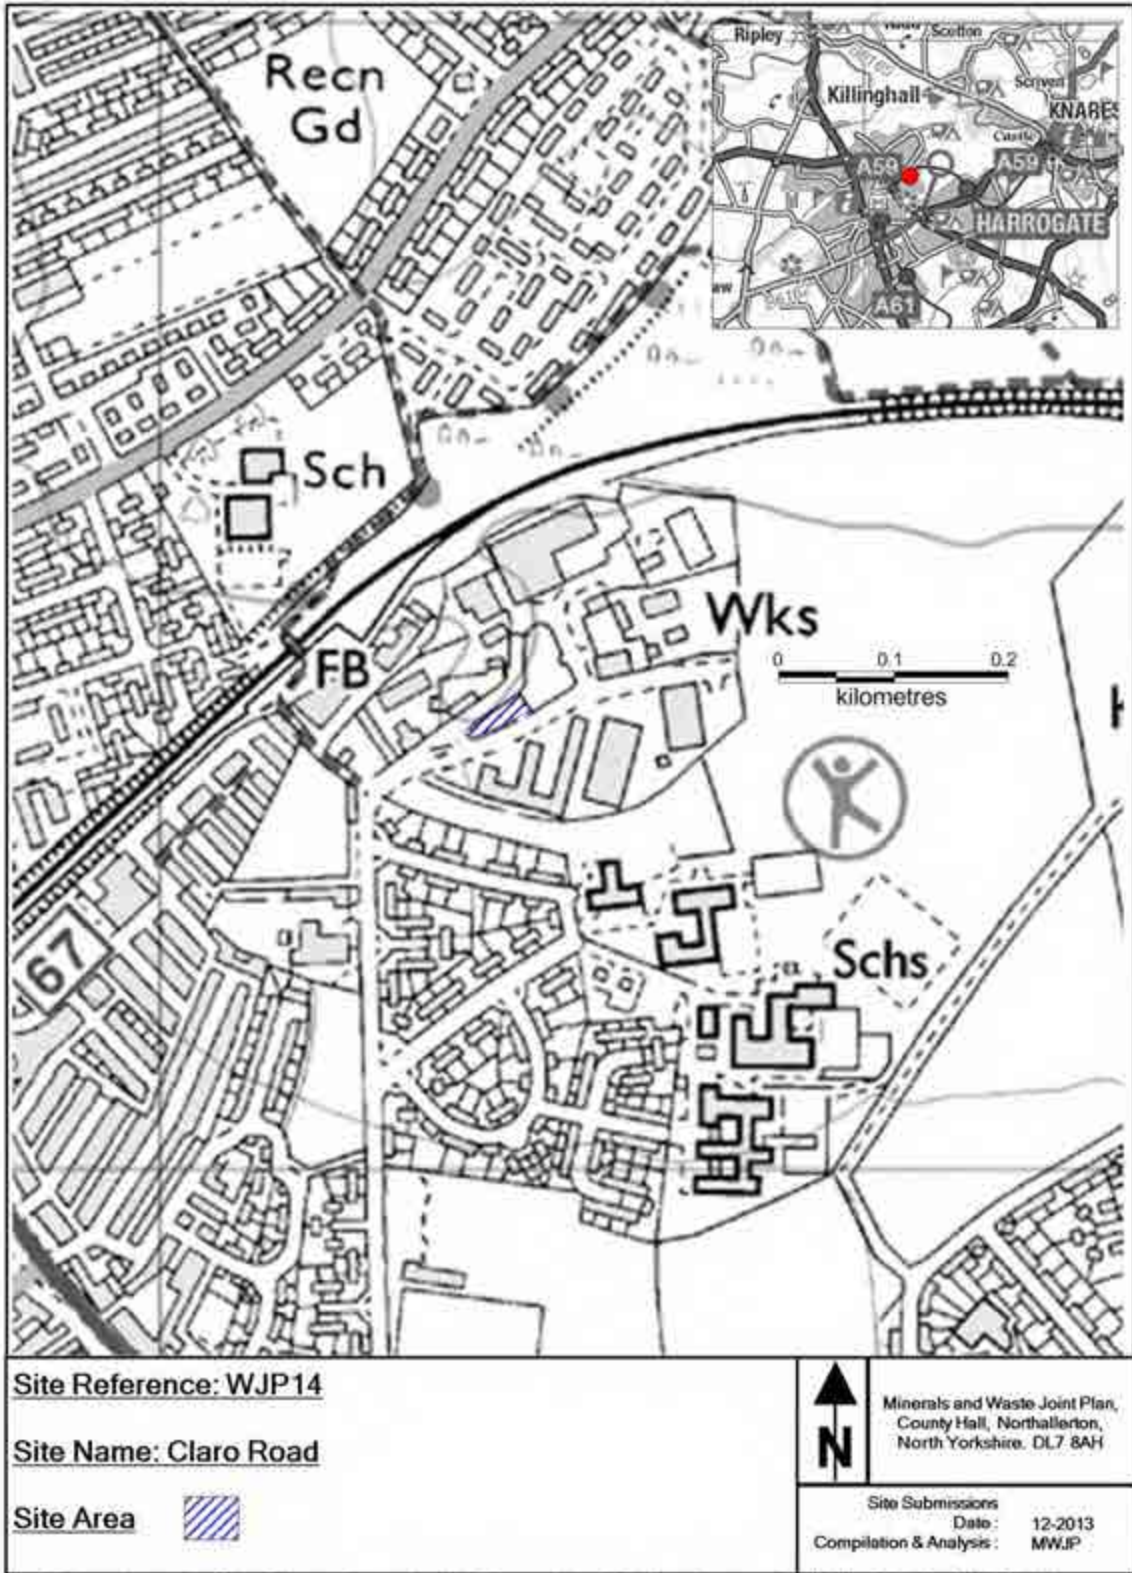 Recn
Gd
Ripley
Scotton
Killinghall
Scriven
KNARES
Castle
A59
A59
HARROGATE
A61
Sch
FB
Wks
0 0.1 0.2
kilometres
67
Schs
Site Reference: WJP14
Site Name: Claro Road
Site Area
N
Minerals and Waste Joint Plan,
County Hall, Northallerton,
North Yorkshire. DL7 8AH
Site Submissions
Date : 12-2013
Compilation & Analysis : MWJP